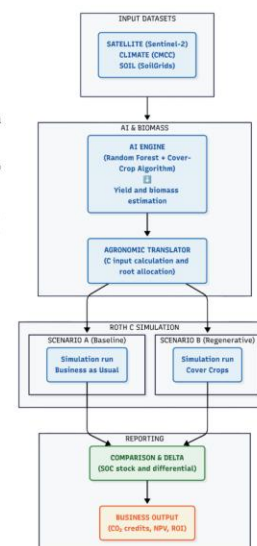 INPUT DATASETS
SATELLITE (Sentinel-2)
CLIMATE (CMCC)
SOIL (SoilGrids)
AI & BIOMASS
AI ENGINE
(Random Forest + Cover-
Crop Algorithm)
⬇️
Yield and biomass
estimation
AGRONOMIC TRANSLATOR
(C input calculation and
root allocation)
ROTH C SIMULATION
SCENARIO A (Baseline)
Simulation run
Business as Usual
SCENARIO B (Regenerative)
Simulation run
Cover Crops
REPORTING
COMPARISON & DELTA
(SOC stock and differential)
BUSINESS OUTPUT
(CO₂ credits, NPV, ROI)